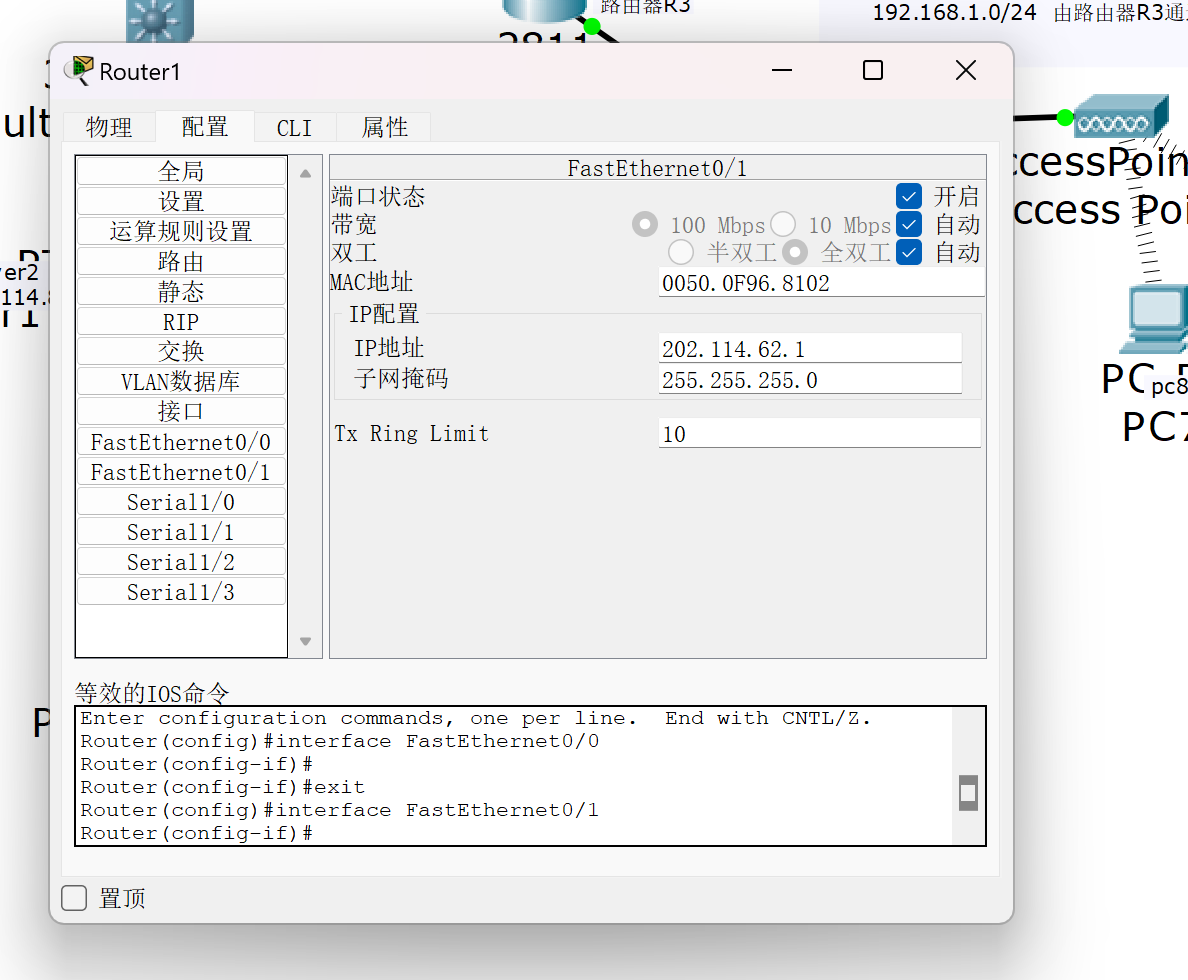 路由器R3
192.168.1.0/24 由路由器R3通
2811
Router1
ult
物理 配置 CLI 属性
全局
设置
运算规则设置
路由
静态
RIP
交换
VLAN数据库
接口
FastEthernet0/0
FastEthernet0/1
Serial1/0
Serial1/1
Serial1/2
Serial1/3
FastEthernet0/1
端口状态 开启
带宽 100 Mbps 10 Mbps 自动
双工 半双工 全双工 自动
MAC地址 0050.0F96.8102
IP配置
IP地址 202.114.62.1
子网掩码 255.255.255.0
Tx Ring Limit 10
等效的IOS命令
Enter configuration commands, one per line.  End with CNTL/Z.
Router(config)#interface FastEthernet0/0
Router(config-if)#
Router(config-if)#exit
Router(config)#interface FastEthernet0/1
Router(config-if)#
置顶
ccessPoin
ccess Poi
er2
114.
PC
pc8
PC7
P